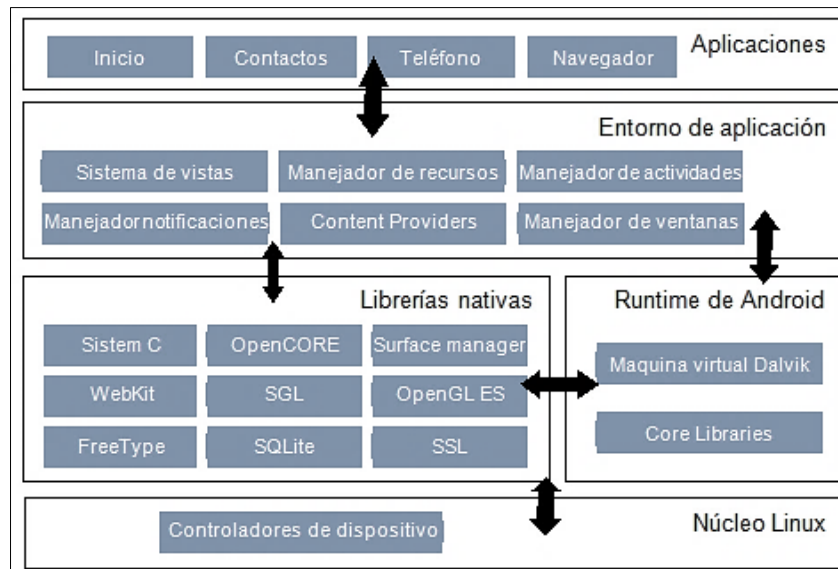 Aplicaciones
Inicio Contactos Teléfono Navegador
Entorno de aplicación
Sistema de vistas Manejador de recursos Manejador de actividades
Manejador notificaciones Content Providers Manejador de ventanas
Librerías nativas
Sistem C OpenCORE Surface manager
WebKit SGL OpenGL ES
FreeType SQLite SSL
Runtime de Android
Maquina virtual Dalvik
Core Libraries
Núcleo Linux
Controladores de dispositivo